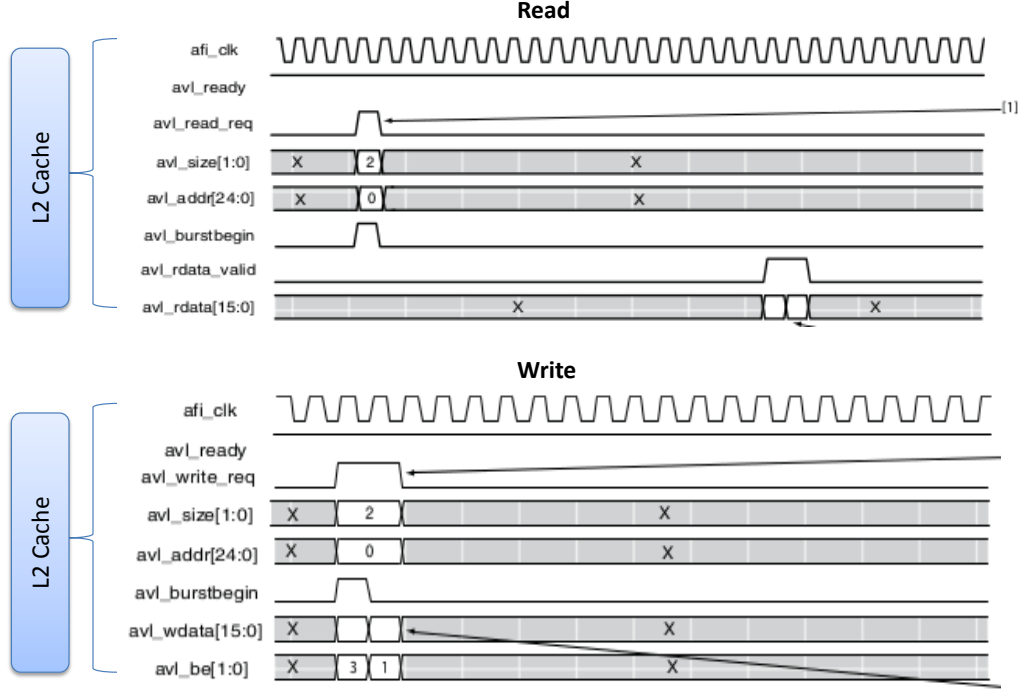 Read
L2 Cache
afi_clk
avl_ready
avl_read_req
[1]
avl_size[1:0] X 2 X
avl_addr[24:0] X 0 X
avl_burstbegin
avl_rdata_valid
avl_rdata[15:0] X X
Write
L2 Cache
afi_clk
avl_ready
avl_write_req
avl_size[1:0] X 2 X
avl_addr[24:0] X 0 X
avl_burstbegin
avl_wdata[15:0] X X
avl_be[1:0] X 3 1 X